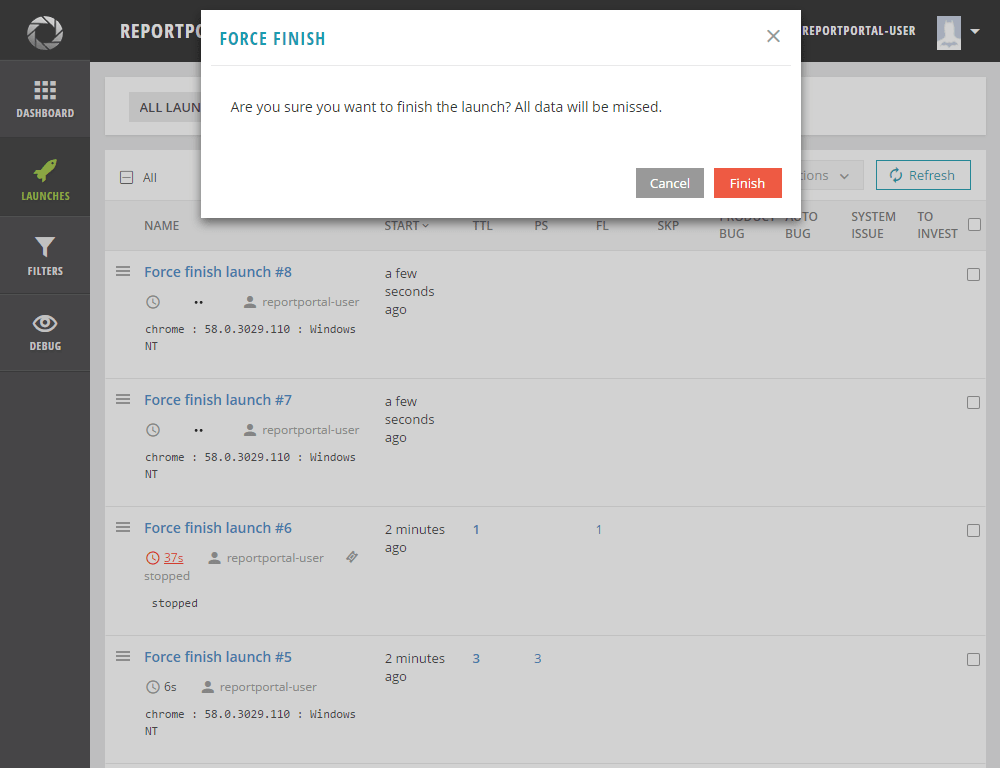 REPORTPO
REPORTPORTAL-USER
FORCE FINISH
Are you sure you want to finish the launch? All data will be missed.
Cancel
Finish
DASHBOARD
LAUNCHES
FILTERS
DEBUG
ALL LAUN
All
tions
Refresh
NAME
START
TTL
PS
FL
SKP
PRODUCT
BUG
AUTO
BUG
SYSTEM
ISSUE
TO
INVEST
Force finish launch #8
a few
seconds
ago
reportportal-user
chrome : 58.0.3029.110 : Windows
NT
Force finish launch #7
a few
seconds
ago
reportportal-user
chrome : 58.0.3029.110 : Windows
NT
Force finish launch #6
2 minutes
ago
1
1
37s
reportportal-user
stopped
stopped
Force finish launch #5
2 minutes
ago
3
3
6s
reportportal-user
chrome : 58.0.3029.110 : Windows
NT